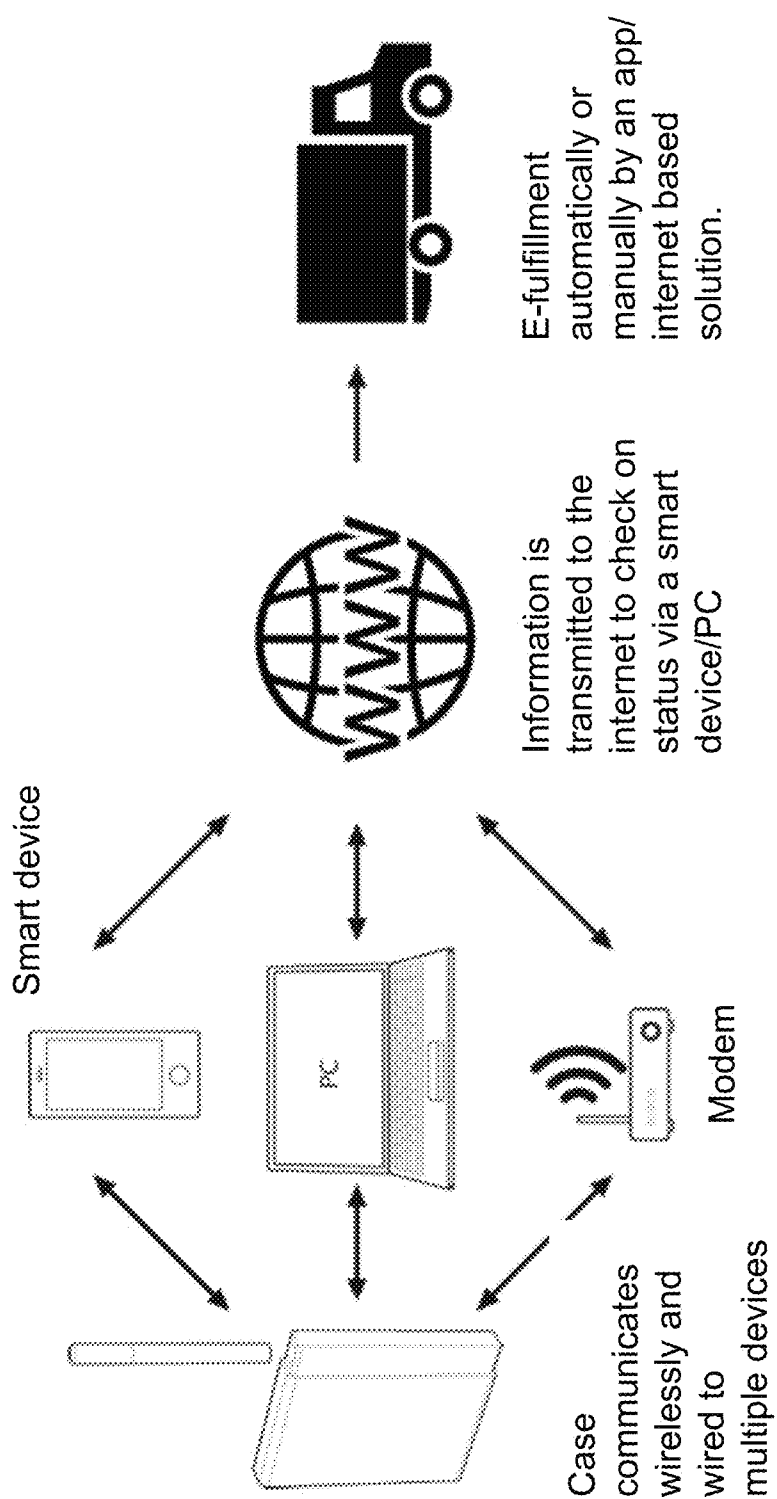 Case
communicates
wirelessly and
wired to
multiple devices
Smart device
PC
Modem
WWW
Information is
transmitted to the
internet to check on
status via a smart
device/PC
E-fulfillment
automatically or
manually by an app/
internet based
solution.